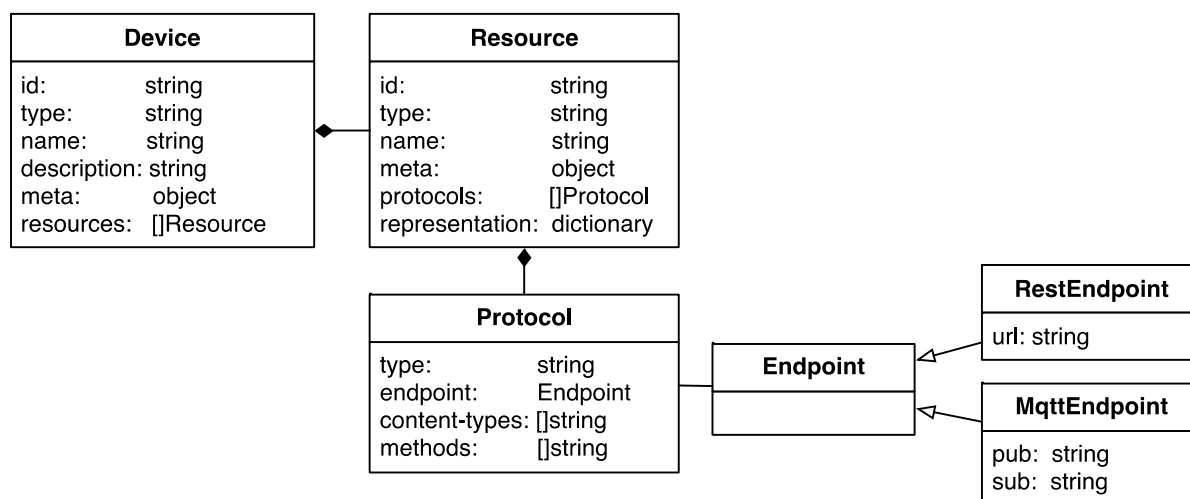 Device
id: string
type: string
name: string
description: string
meta: object
resources: []Resource
Resource
id: string
type: string
name: string
meta: object
protocols: []Protocol
representation: dictionary
Protocol
type: string
endpoint: Endpoint
content-types: []string
methods: []string
Endpoint
RestEndpoint
url: string
MqttEndpoint
pub: string
sub: string